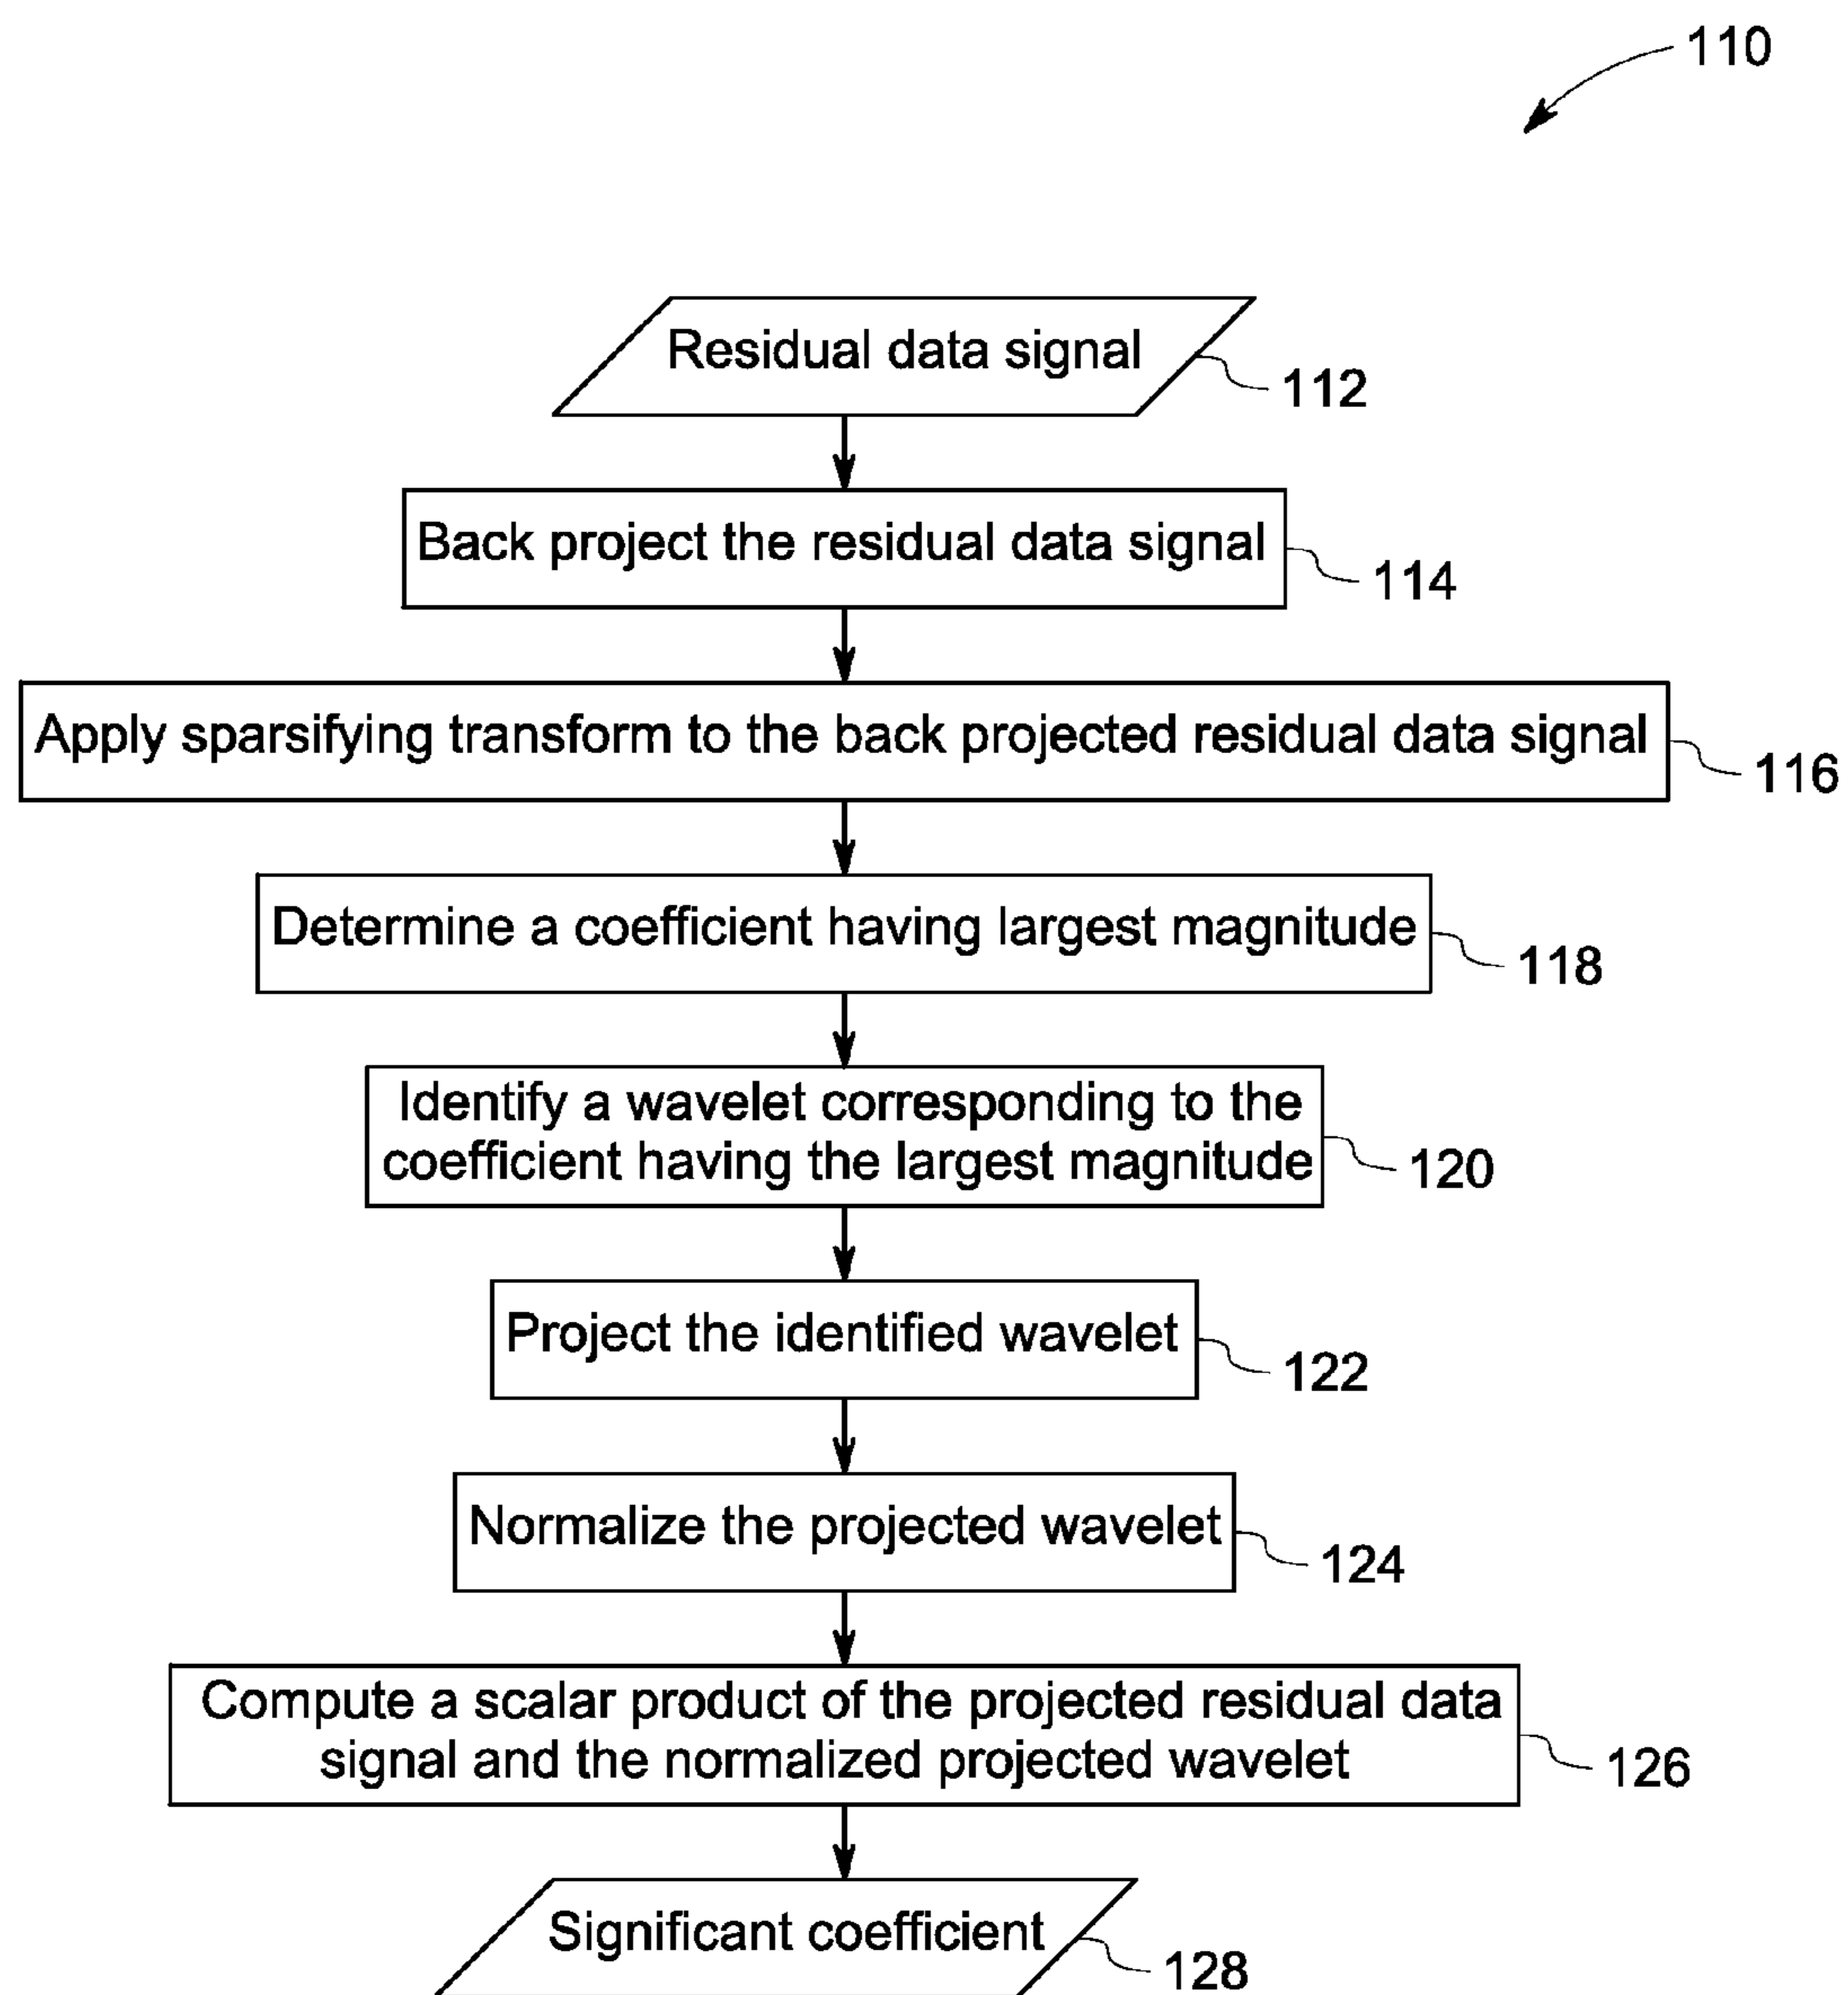 110
Residual data signal
112
Back project the residual data signal
114
Apply sparsifying transform to the back projected residual data signal
116
Determine a coefficient having largest magnitude
118
Identify a wavelet corresponding to the
coefficient having the largest magnitude
120
Project the identified wavelet
122
Normalize the projected wavelet
124
Compute a scalar product of the projected residual data
signal and the normalized projected wavelet
126
Significant coefficient
128